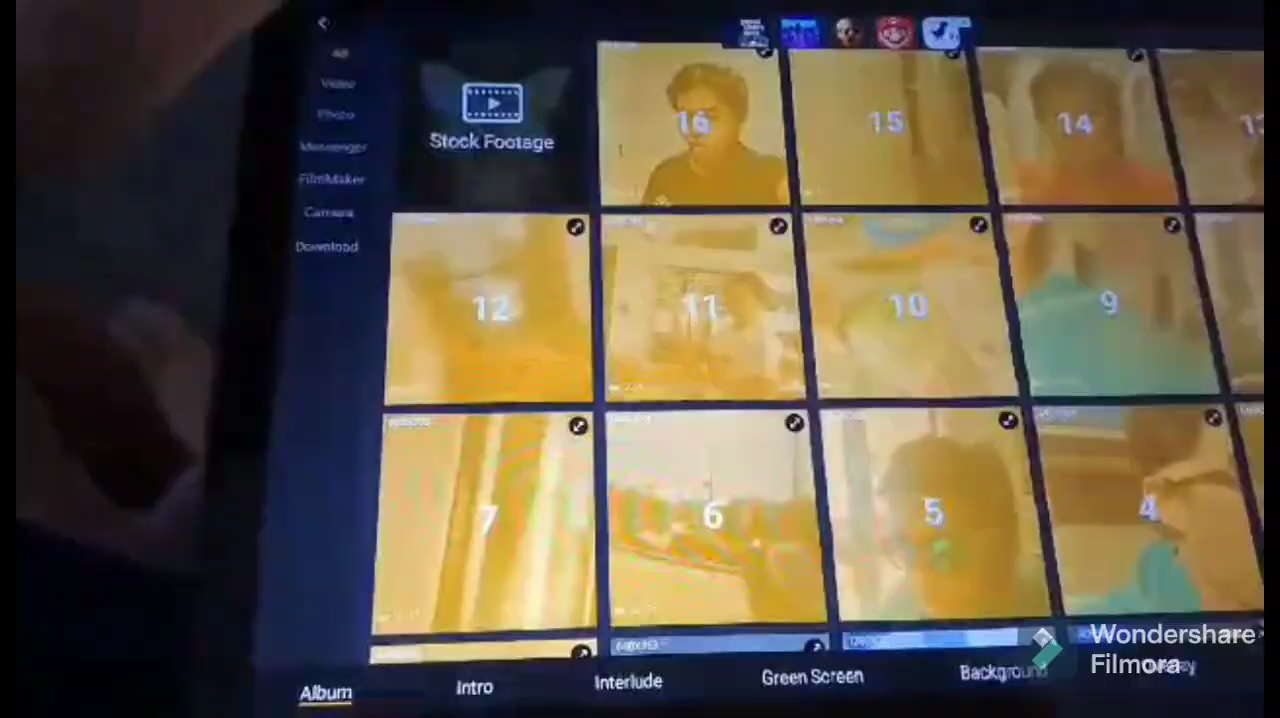 All
Video
Photo
Messenger
FilmMaker
Camera
Download
Stock Footage
16
15
14
12
11
10
9
7
6
5
4
Album
Intro
Interlude
Green Screen
Background
Wondershare
Filmora